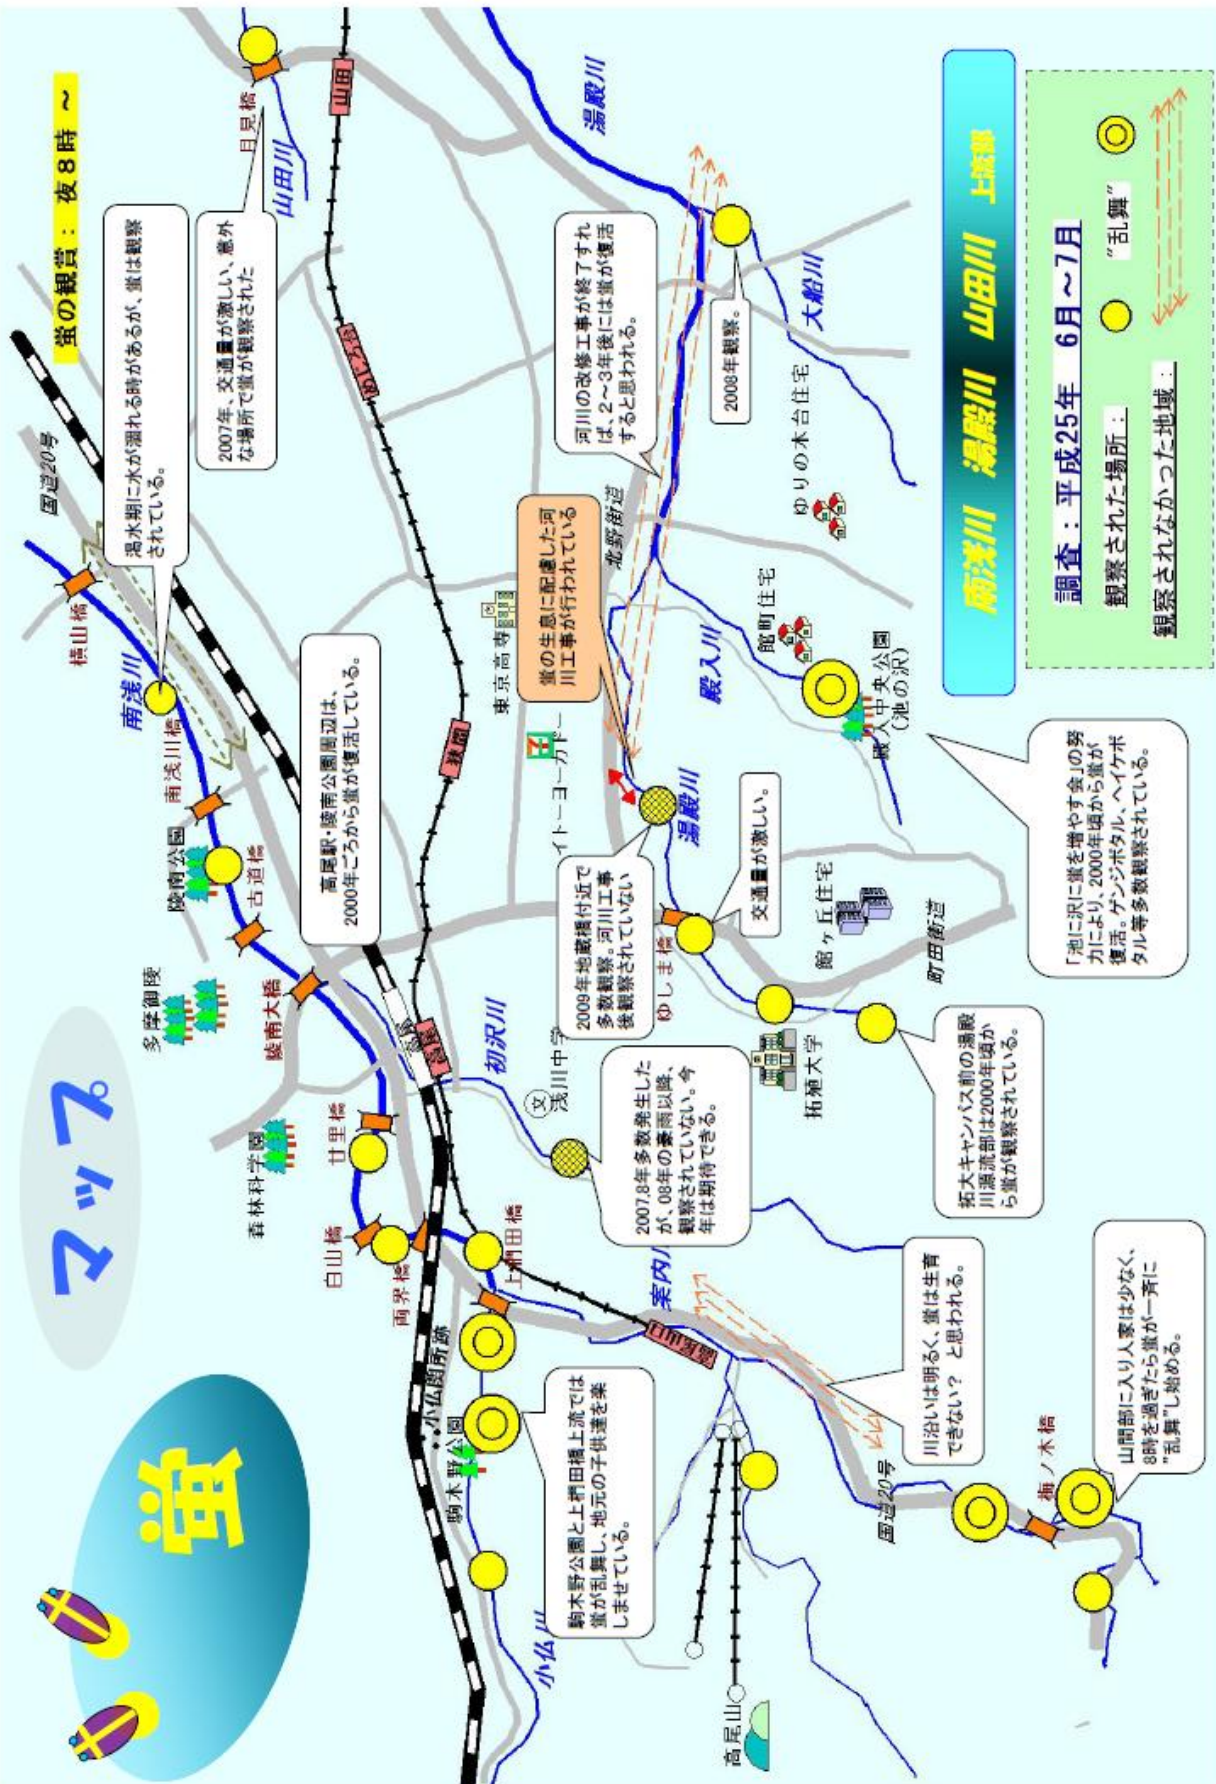 蛍
マップ
蛍の観賞： 夜8時 ～
国道20号
横山橋
南浅川
南浅川橋
陵南公園
古道橋
多摩御陵
陵南大橋
森林科学園
廿里橋
白山橋
両界橋
上椚田橋
小仏関所跡
駒木野公園
小仏川
渇水期に水が涸れる時があるが、蛍は観察
されている。
2007年、交通量が激しい、意外
な場所で蛍が観察された
月見橋
山田川
山田
めじろ台
狭間
高尾
高尾
高尾駅・陵南公園周辺は、
2000年ごろから蛍が復活している。
東京高専
イトーヨーカドー
初沢川
文
浅川中学
2007,8年多数発生した
が、08年の豪雨以降、
観察されていない。今
年は期待できる。
駒木野公園と上椚田橋上流では
蛍が乱舞し、地元の子供達を楽
しませている。
湯殿川
河川の改修工事が終了すれ
ば、2～3年後には蛍が復活
すると思われる。
北野街道
蛍の生息に配慮した河
川工事が行われている
2008年観察。
大船川
ゆりの木台住宅
殿入川
館町住宅
殿入中央公園
（池の沢）
湯殿川
2009年地蔵橋付近で
多数観察。河川工事
後観察されていない
ゆしま橋
交通量が激しい。
館ヶ丘住宅
町田街道
拓殖大学
拓大キャンパス前の湯殿
川源流部は2000年頃か
ら蛍が観察されている。
「池に沢に蛍を増やす会」の努
力により、2000年頃から蛍が
復活。ゲンジボタル、ヘイケボ
タル等多数観察されている。
案内川
高尾山口
川沿いは明るく、蛍は生育
できない？ と思われる。
国道20号
梅ノ木橋
山間部に入り人家は少なく、
8時を過ぎたら蛍が一斉に
”乱舞”し始める。
高尾山
南浅川 湯殿川 山田川 上流部
調査：平成25年 6月～7月
観察された場所：
“乱舞”
観察されなかった地域：